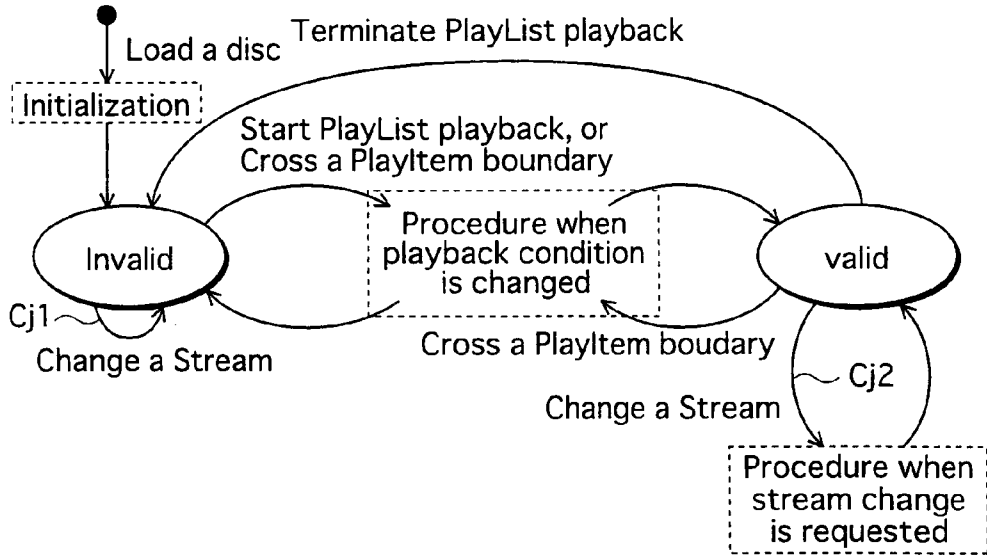 Terminate PlayList playback
Load a disc
Initialization
Start PlayList playback, or
Cross a PlayItem boundary
Procedure when
playback condition
is changed
Invalid
valid
Cj1
Change a Stream
Cross a PlayItem boudary
Cj2
Change a Stream
Procedure when
stream change
is requested